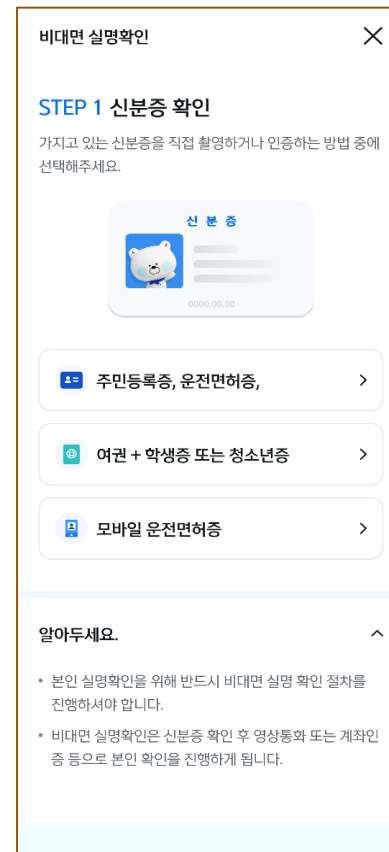 비대면 실명확인
STEP 1 신분증 확인
가지고 있는 신분증을 직접 촬영하거나 인증하는 방법 중에
선택해주세요.
신 분 증
0000.00.00
주민등록증, 운전면허증,
여권 + 학생증 또는 청소년증
모바일 운전면허증
알아두세요.
• 본인 실명확인을 위해 반드시 비대면 실명 확인 절차를
진행하셔야 합니다.
• 비대면 실명확인은 신분증 확인 후 영상통화 또는 계좌인
증 등으로 본인 확인을 진행하게 됩니다.